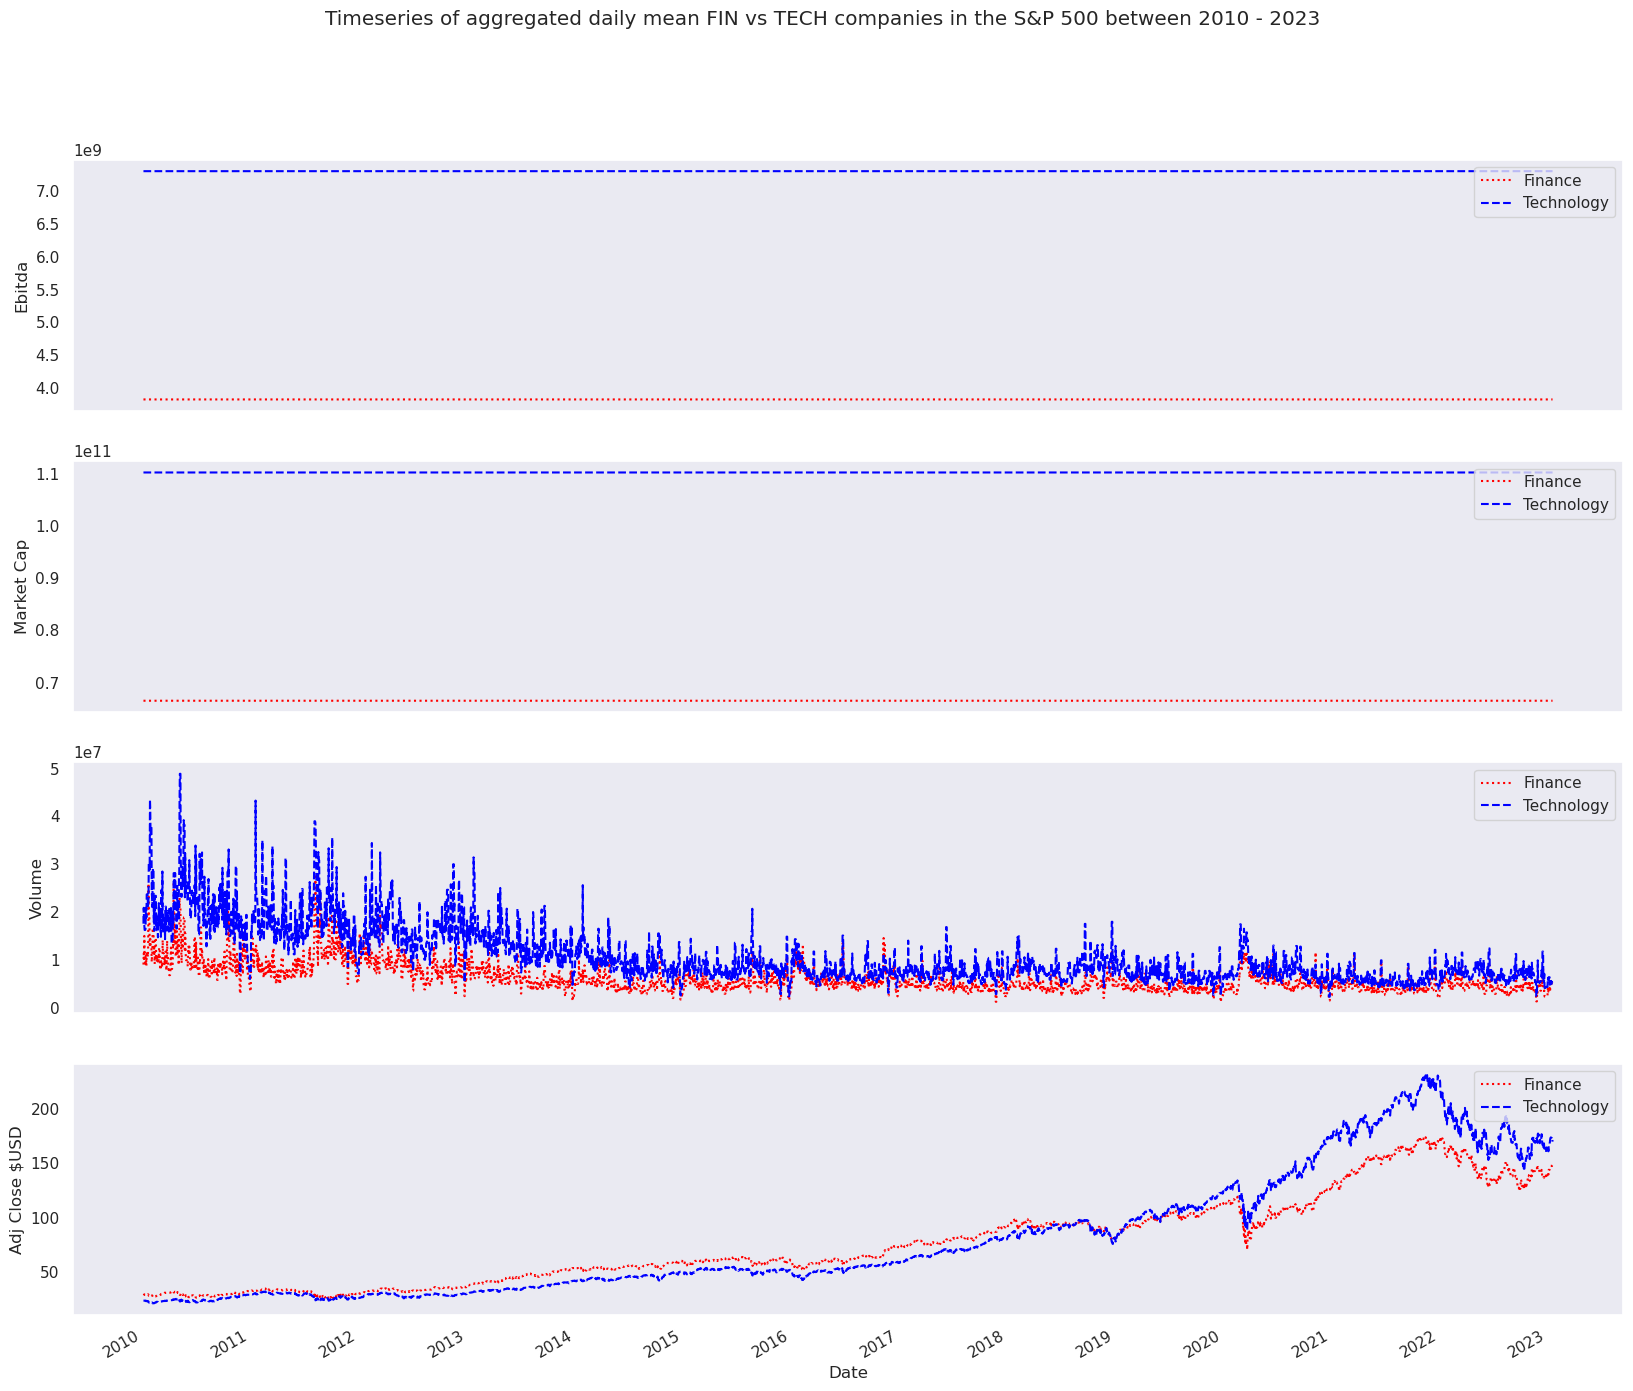 Timeseries of aggregated daily mean FIN vs TECH companies in the S&P 500 between 2010 - 2023
1e9
7.0
6.5
6.0
5.5
5.0
4.5
4.0
Ebitda
Finance
Technology
1e11
1.1
1.0
0.9
0.8
0.7
Market Cap
Finance
Technology
1e7
5
4
3
2
1
0
Volume
Finance
Technology
200
150
100
50
Adj Close $USD
Finance
Technology
2010
2011
2012
2013
2014
2015
2016
2017
2018
2019
2020
2021
2022
2023
Date